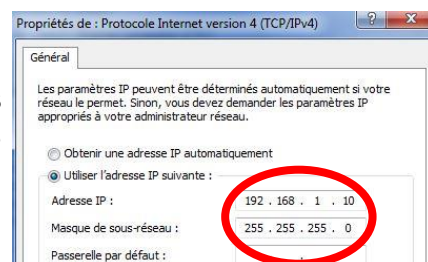 Propriétés de : Protocole Internet version 4 (TCP/IPv4)
Général
Les paramètres IP peuvent être déterminés automatiquement si votre
réseau le permet. Sinon, vous devez demander les paramètres IP
appropriés à votre administrateur réseau.
Obtenir une adresse IP automatiquement
Utiliser l'adresse IP suivante :
Adresse IP : 192 . 168 . 1 . 10
Masque de sous-réseau : 255 . 255 . 255 . 0
Passerelle par défaut : . .